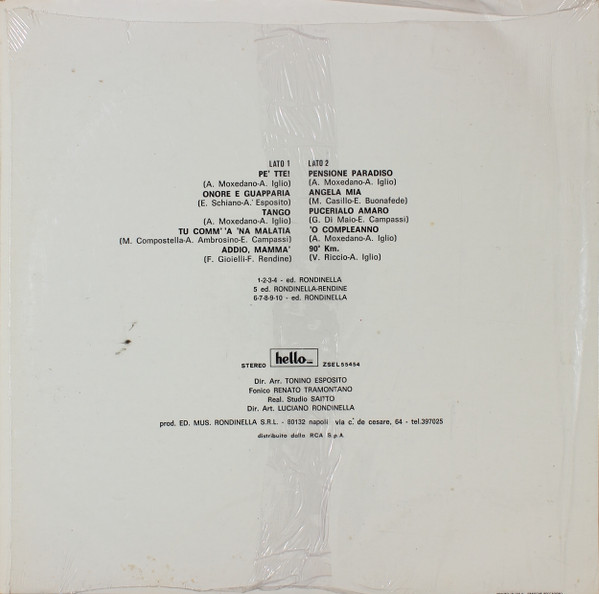 LATO 1
PE' TTE!
(A. Moxedano-A. Iglio)
ONORE E GUAPPARIA
(E. Schiano-A. Esposito)
TANGO
(A. Moxedano-A. Iglio)
TU COMM' 'A 'NA MALATIA
(M. Compostella-A. Ambrosino-E. Campassi)
ADDIO, MAMMA'
(F. Gioielli-F. Rendine)
LATO 2
PENSIONE PARADISO
(A. Moxedano-A. Iglio)
ANGELA MIA
(M. Casillo-E. Buonafede)
PUCERIALO AMARO
(G. Di Maio-E. Campassi)
'O COMPLEANNO
(A. Moxedano-A. Iglio)
90° Km.
(V. Riccio-A. Iglio)
1-2-3-4 - ed. RONDINELLA
5 ed. RONDINELLA-RENDINE
6-7-8-9-10 - ed. RONDINELLA
STEREO hello ZSEL 55454
Dir. Arr. TONINO ESPOSITO
Fonico RENATO TRAMONTANO
Real. Studio SAITTO
Dir. Art. LUCIANO RONDINELLA
prod. ED. MUS. RONDINELLA S.R.L. - 80132 napoli via c. de cesare, 64 - tel.397025
distribuito dalla RCA S.p.A.